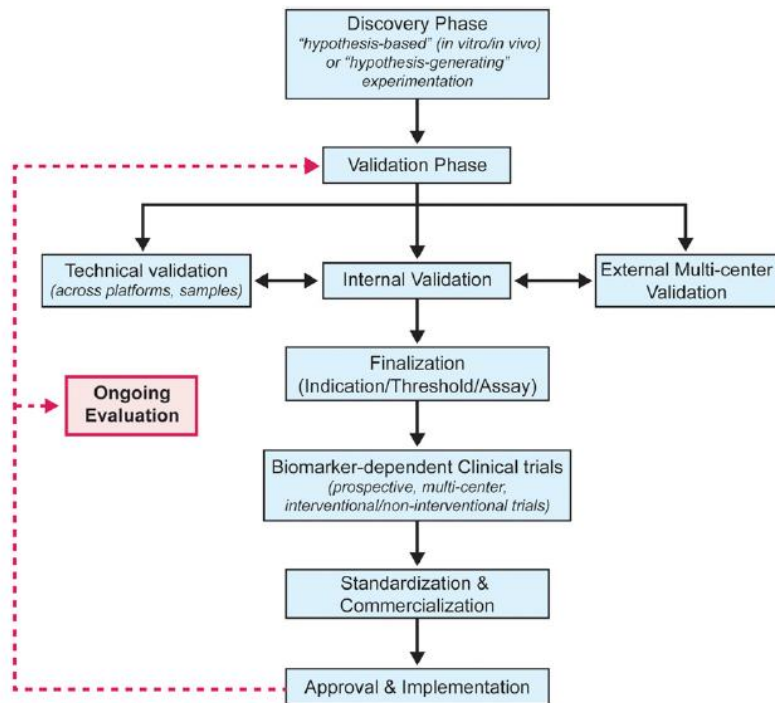 Discovery Phase
“hypothesis-based” (in vitro/in vivo)
or “hypothesis-generating”
experimentation
Validation Phase
Technical validation
(across platforms, samples)
Internal Validation
External Multi-center
Validation
Finalization
(Indication/Threshold/Assay)
Ongoing
Evaluation
Biomarker-dependent Clinical trials
(prospective, multi-center,
interventional/non-interventional trials)
Standardization &
Commercialization
Approval & Implementation